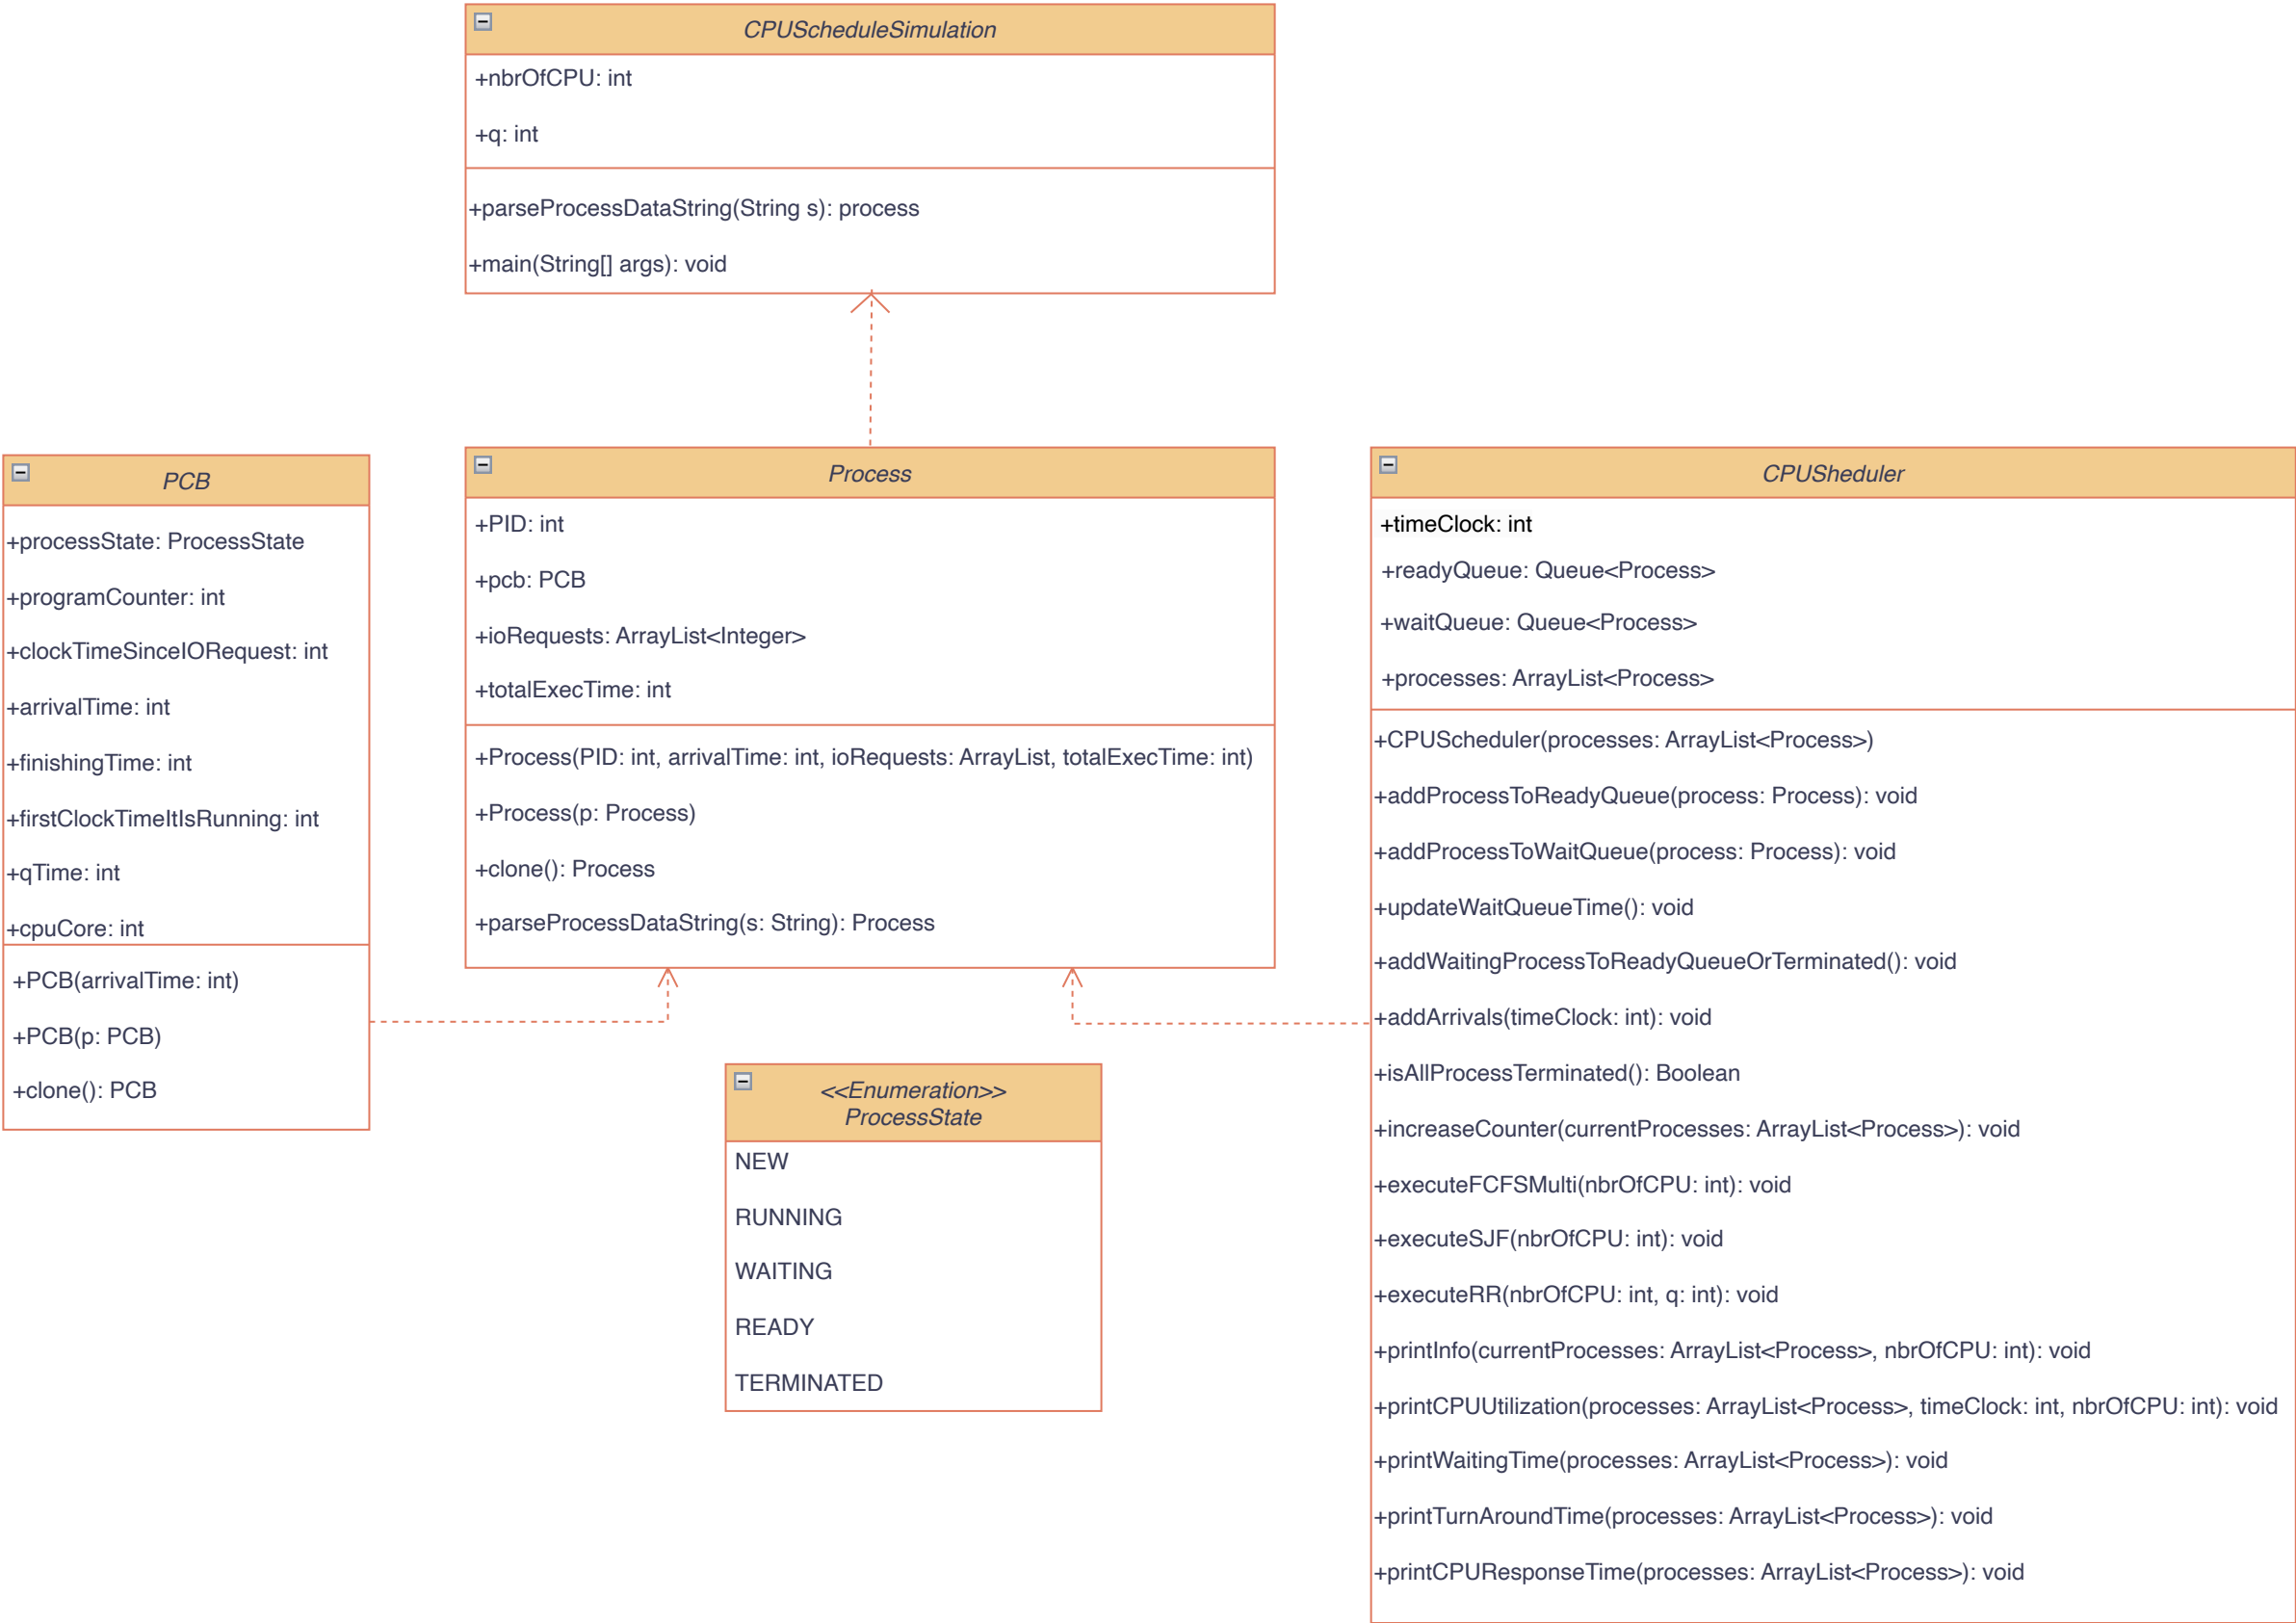 CPUScheduleSimulation
+nbrOfCPU: int
+q: int
+parseProcessDataString(String s): process
+main(String[] args): void
PCB
+processState: ProcessState
+programCounter: int
+clockTimeSinceIORequest: int
+arrivalTime: int
+finishingTime: int
+firstClockTimeItIsRunning: int
+qTime: int
+cpuCore: int
+PCB(arrivalTime: int)
+PCB(p: PCB)
+clone(): PCB
Process
+PID: int
+pcb: PCB
+ioRequests: ArrayList<Integer>
+totalExecTime: int
+Process(PID: int, arrivalTime: int, ioRequests: ArrayList, totalExecTime: int)
+Process(p: Process)
+clone(): Process
+parseProcessDataString(s: String): Process
<<Enumeration>>
ProcessState
NEW
RUNNING
WAITING
READY
TERMINATED
CPUSheduler
+timeClock: int
+readyQueue: Queue<Process>
+waitQueue: Queue<Process>
+processes: ArrayList<Process>
+CPUScheduler(processes: ArrayList<Process>)
+addProcessToReadyQueue(process: Process): void
+addProcessToWaitQueue(process: Process): void
+updateWaitQueueTime(): void
+addWaitingProcessToReadyQueueOrTerminated(): void
+addArrivals(timeClock: int): void
+isAllProcessTerminated(): Boolean
+increaseCounter(currentProcesses: ArrayList<Process>): void
+executeFCFSMulti(nbrOfCPU: int): void
+executeSJF(nbrOfCPU: int): void
+executeRR(nbrOfCPU: int, q: int): void
+printInfo(currentProcesses: ArrayList<Process>, nbrOfCPU: int): void
+printCPUUtilization(processes: ArrayList<Process>, timeClock: int, nbrOfCPU: int): void
+printWaitingTime(processes: ArrayList<Process>): void
+printTurnAroundTime(processes: ArrayList<Process>): void
+printCPUResponseTime(processes: ArrayList<Process>): void